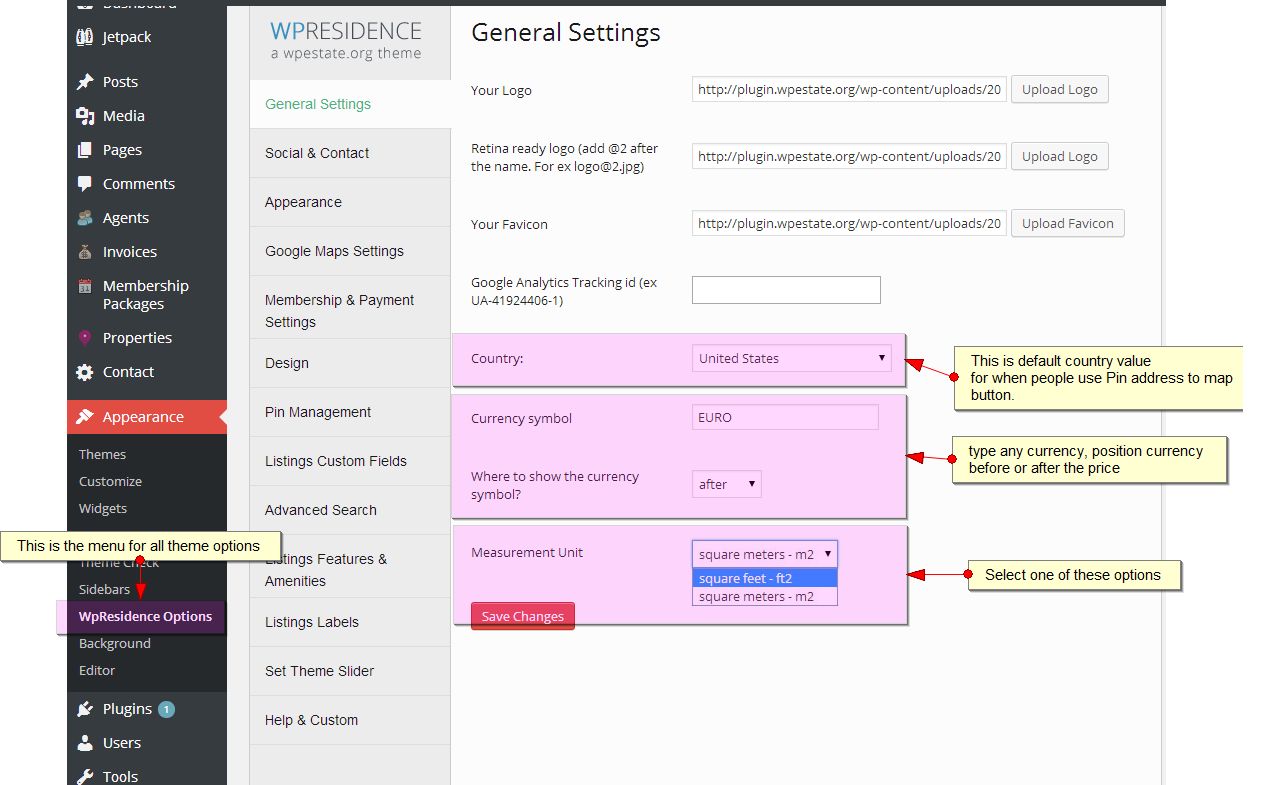 Dashboard
Jetpack
Posts
Media
Pages
Comments
Agents
Invoices
Membership
Packages
Properties
Contact
Appearance
Themes
Customize
Widgets
This is the menu for all theme options
Theme Check
Sidebars
WpResidence Options
Background
Editor
Plugins 1
Users
Tools
WPRESIDENCE
a wpestate.org theme
General Settings
Social & Contact
Appearance
Google Maps Settings
Membership & Payment
Settings
Design
Pin Management
Listings Custom Fields
Advanced Search
Listings Features &
Amenities
Listings Labels
Set Theme Slider
Help & Custom
General Settings
Your Logo
http://plugin.wpestate.org/wp-content/uploads/20
Upload Logo
Retina ready logo (add @2 after
the name. For ex logo@2.jpg)
http://plugin.wpestate.org/wp-content/uploads/20
Upload Logo
Your Favicon
http://plugin.wpestate.org/wp-content/uploads/20
Upload Favicon
Google Analytics Tracking id (ex
UA-41924406-1)
Country:
United States
This is default country value
for when people use Pin address to map
button.
Currency symbol
EURO
Where to show the currency
symbol?
after
type any currency, position currency
before or after the price
Measurement Unit
square meters - m2
square feet - ft2
square meters - m2
Select one of these options
Save Changes